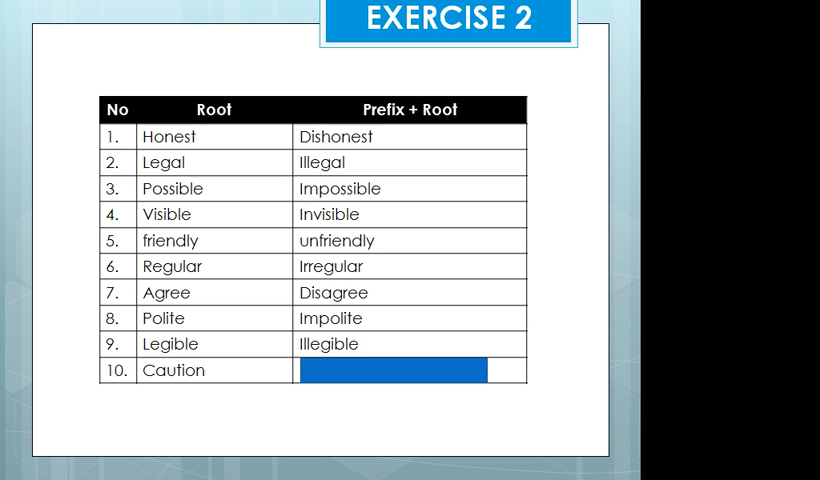 EXERCISE 2
No Root Prefix + Root
1. Honest Dishonest
2. Legal Illegal
3. Possible Impossible
4. Visible Invisible
5. friendly unfriendly
6. Regular Irregular
7. Agree Disagree
8. Polite Impolite
9. Legible Illegible
10. Caution